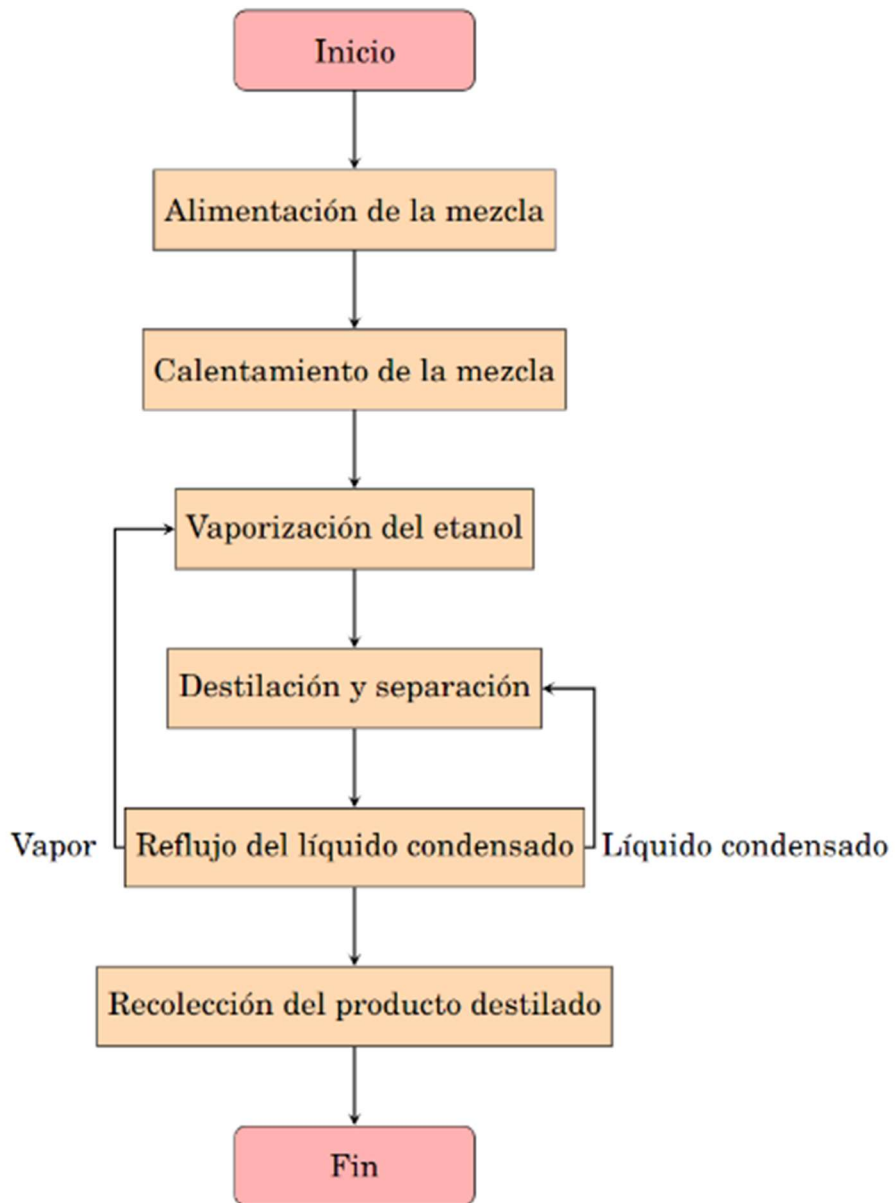 Inicio
Alimentación de la mezcla
Calentamiento de la mezcla
Vaporización del etanol
Destilación y separación
Vapor
Reflujo del líquido condensado
Líquido condensado
Recolección del producto destilado
Fin